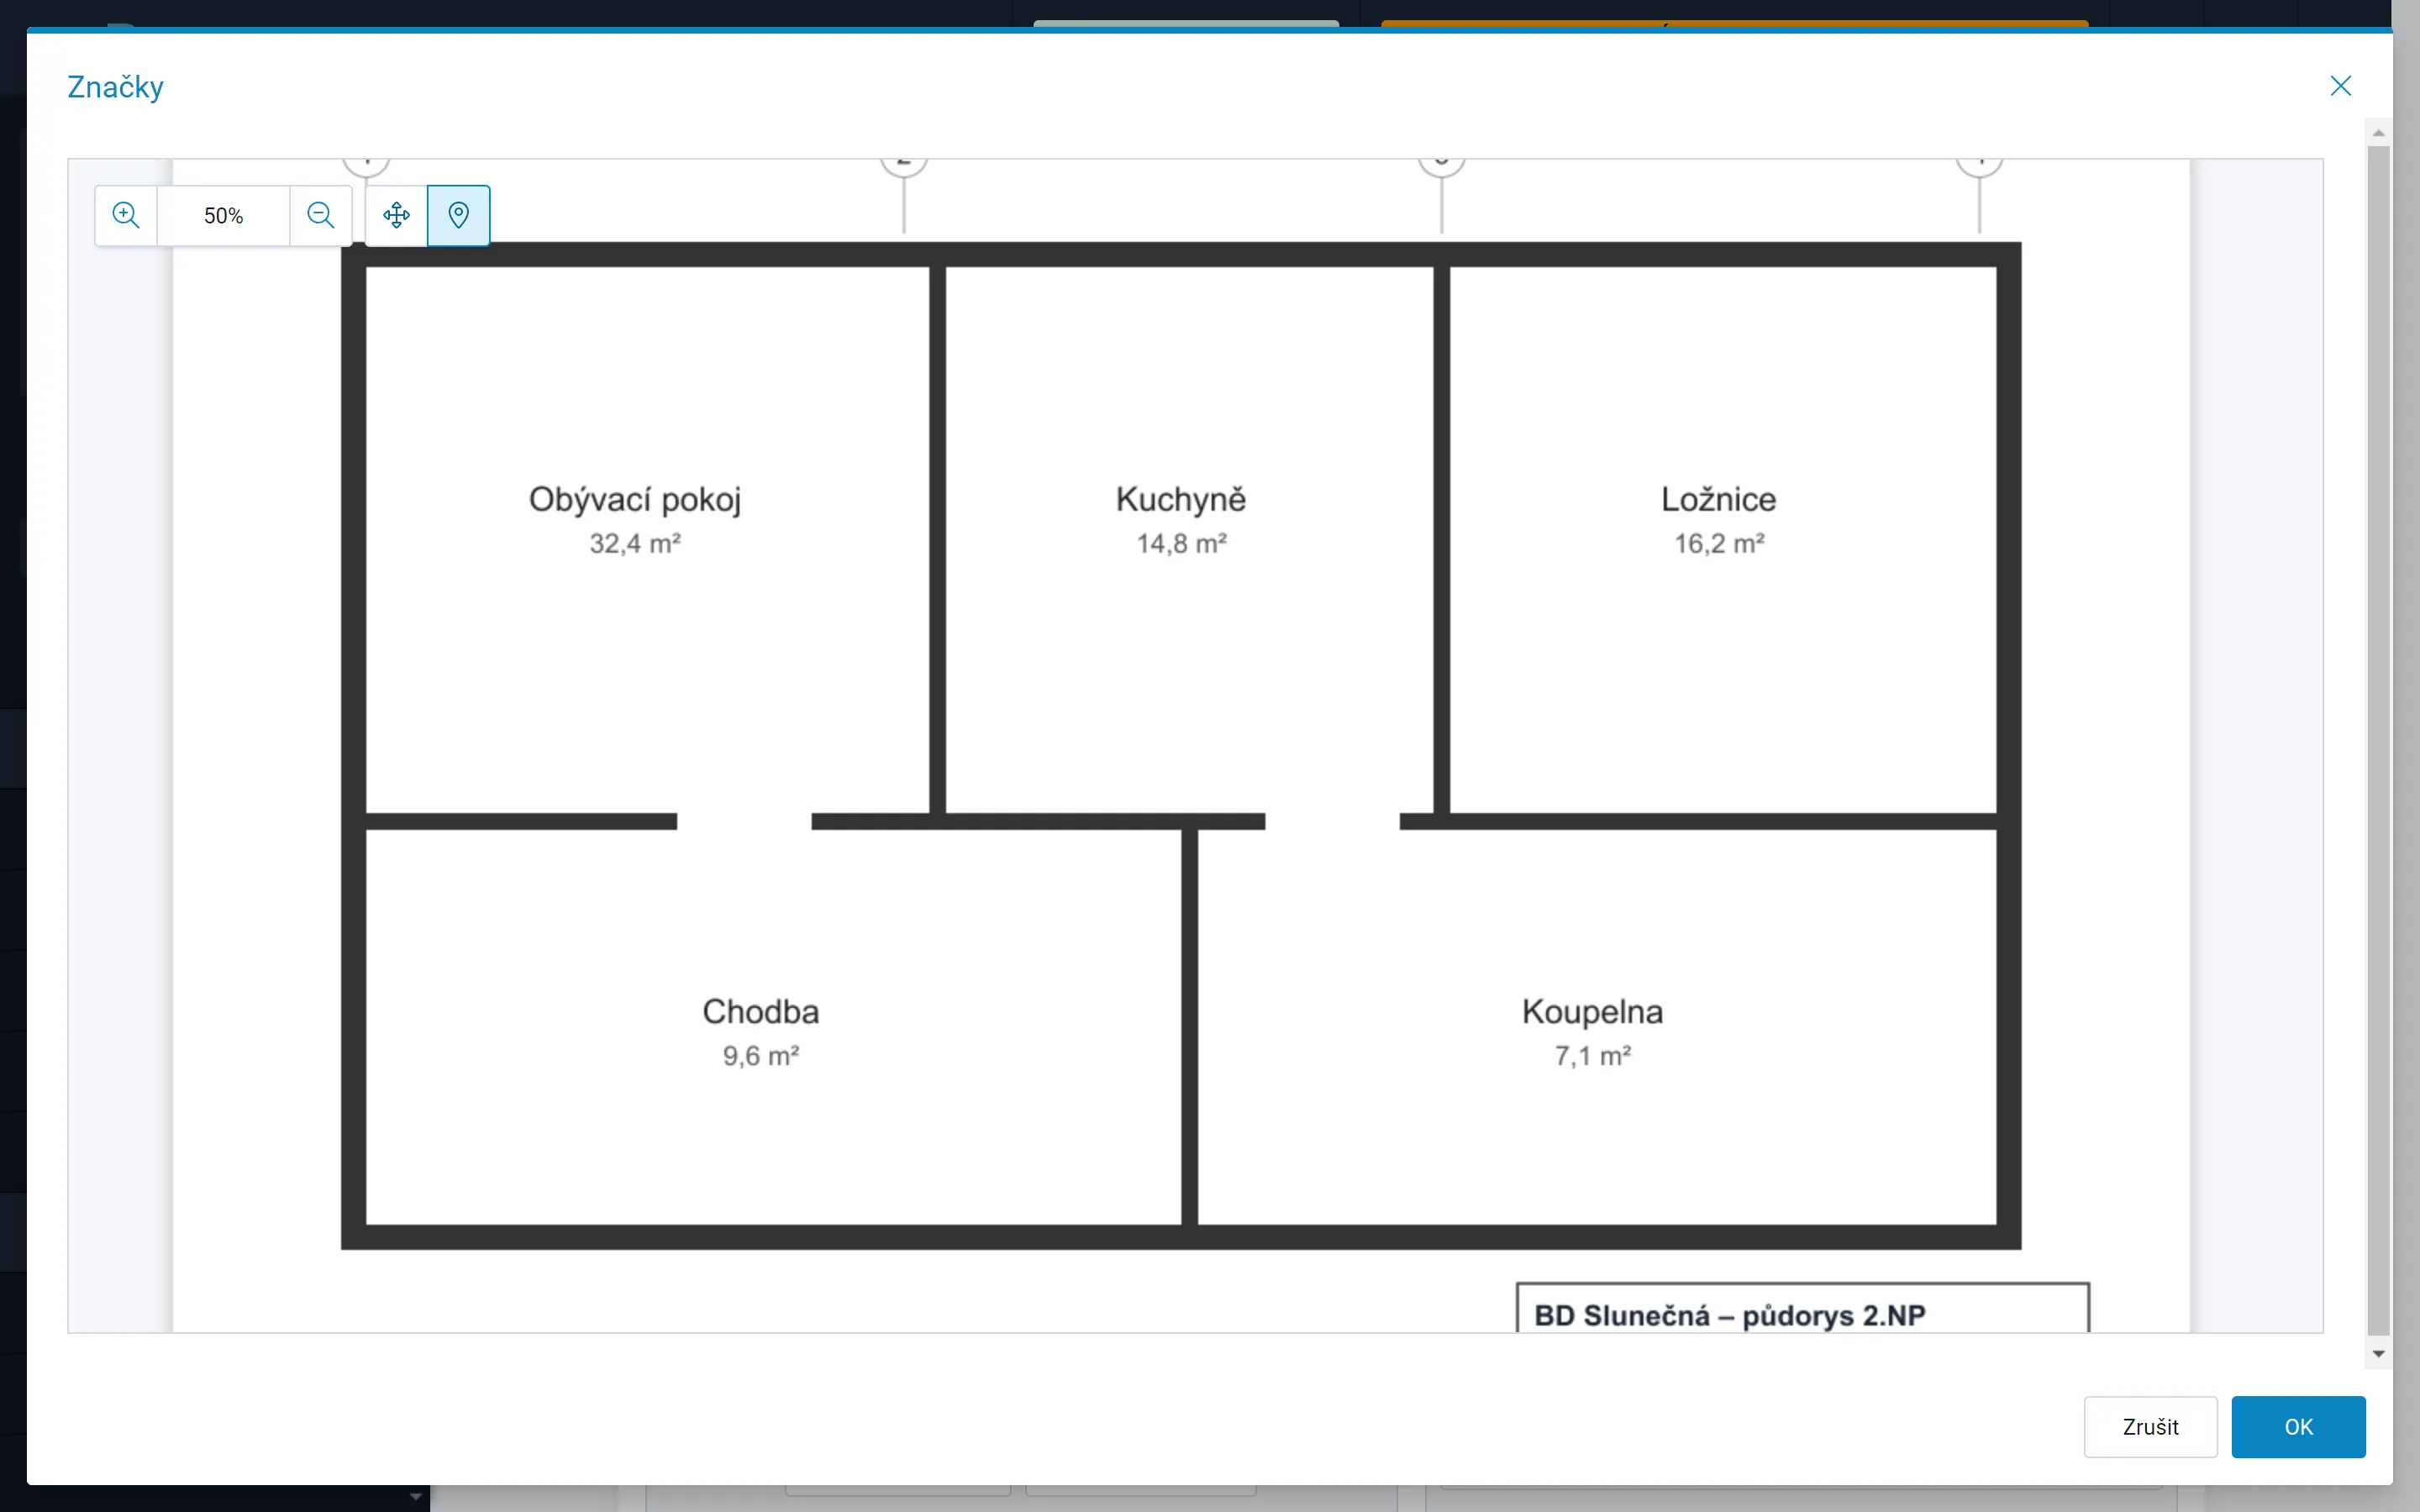 Značky
50%
Obývací pokoj
32,4 m²
Kuchyně
14,8 m²
Ložnice
16,2 m²
Chodba
9,6 m²
Koupelna
7,1 m²
BD Slunečná – půdorys 2.NP
Zrušit
OK